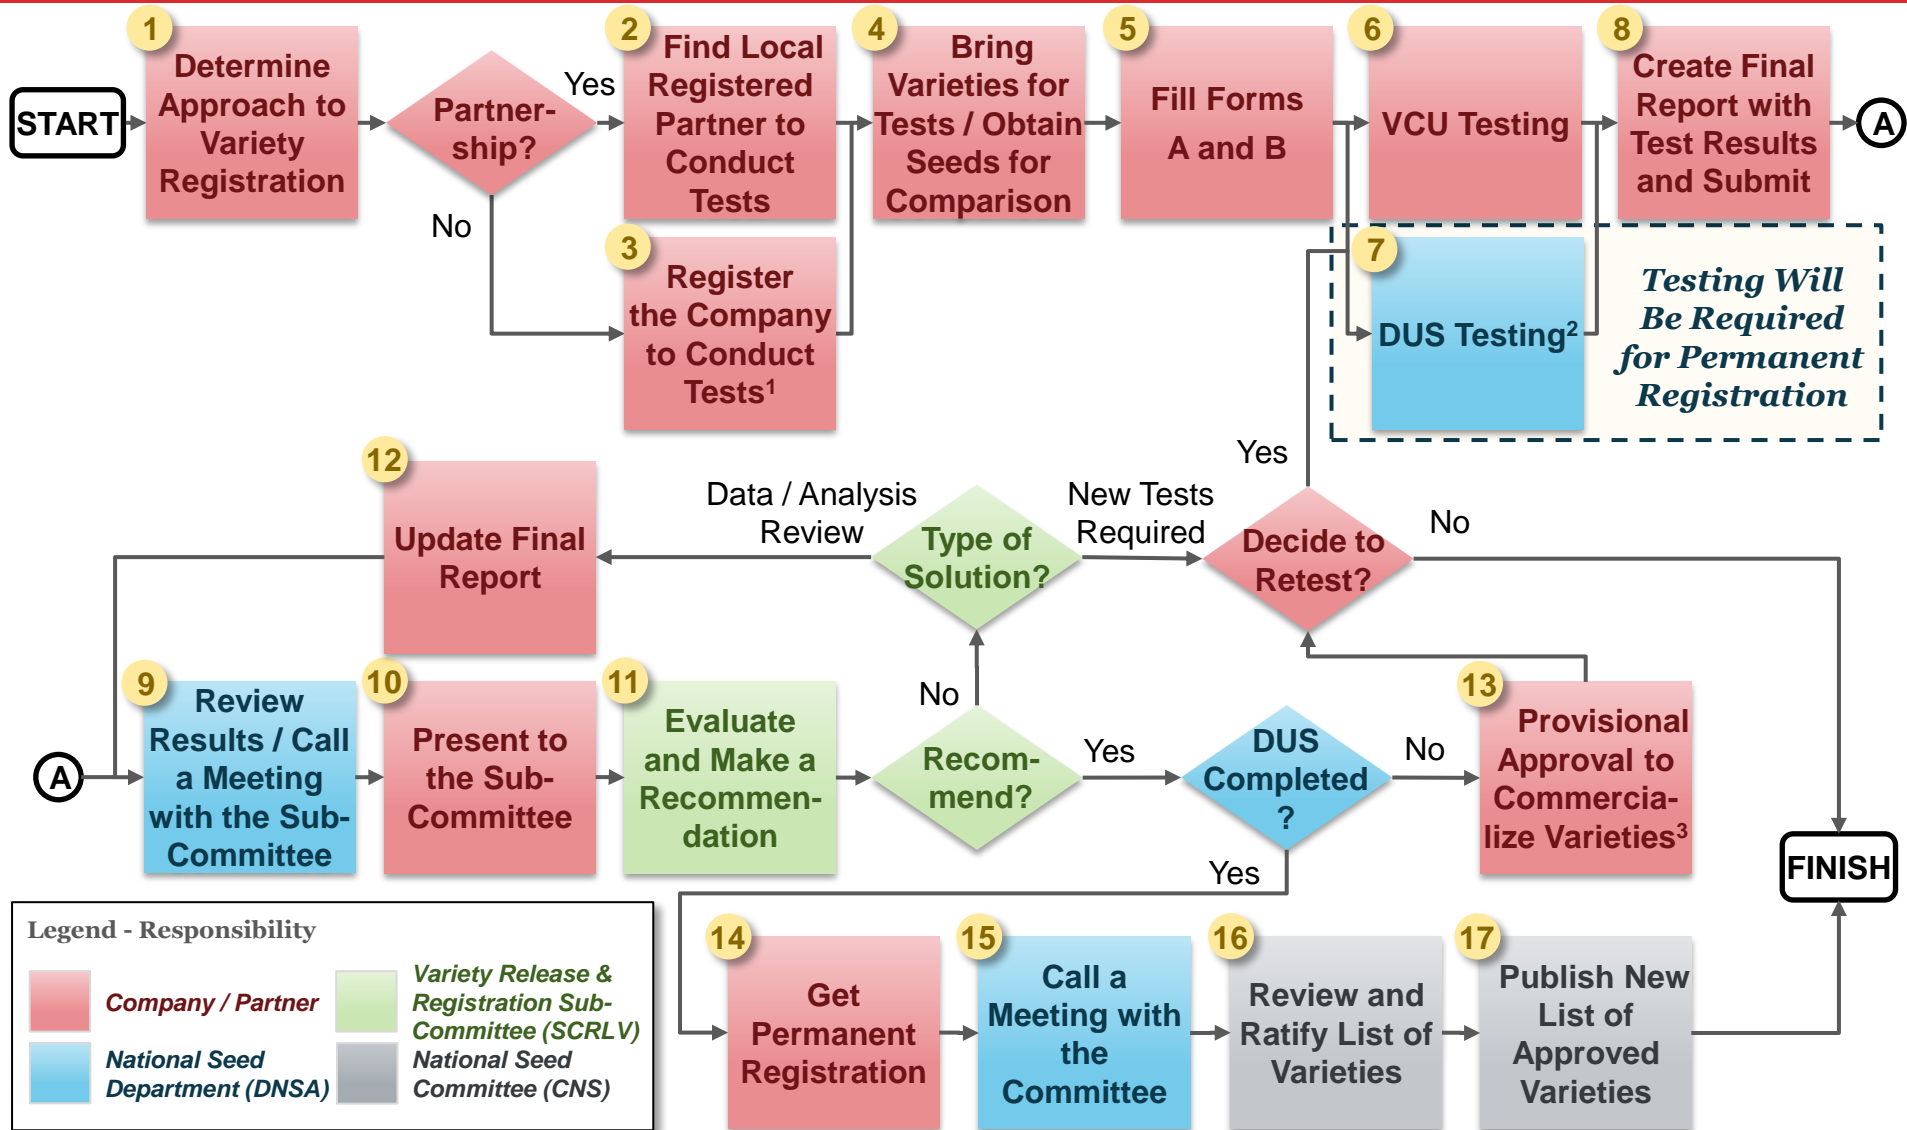 START
1
Determine
Approach to
Variety
Registration
Partner-
ship?
Yes
No
2
Find Local
Registered
Partner to
Conduct
Tests
3
Register
the Company
to Conduct
Tests1
4
Bring
Varieties for
Tests / Obtain
Seeds for
Comparison
5
Fill Forms
A and B
6
VCU Testing
7
DUS Testing2
Testing Will
Be Required
for Permanent
Registration
8
Create Final
Report with
Test Results
and Submit
A
12
Update Final
Report
Data / Analysis
Review
Type of
Solution?
New Tests
Required
Decide to
Retest?
Yes
No
A
9
Review
Results / Call
a Meeting
with the Sub-
Committee
10
Present to
the Sub-
Committee
11
Evaluate
and Make a
Recommen-
dation
No
Recom-
mend?
Yes
DUS
Completed
?
No
Yes
13
Provisional
Approval to
Commercia-
lize Varieties3
FINISH
14
Get
Permanent
Registration
15
Call a
Meeting with
the
Committee
16
Review and
Ratify List of
Varieties
17
Publish New
List of
Approved
Varieties
Legend - Responsibility
Company / Partner
Variety Release &
Registration Sub-
Committee (SCRLV)
National Seed
Department (DNSA)
National Seed
Committee (CNS)